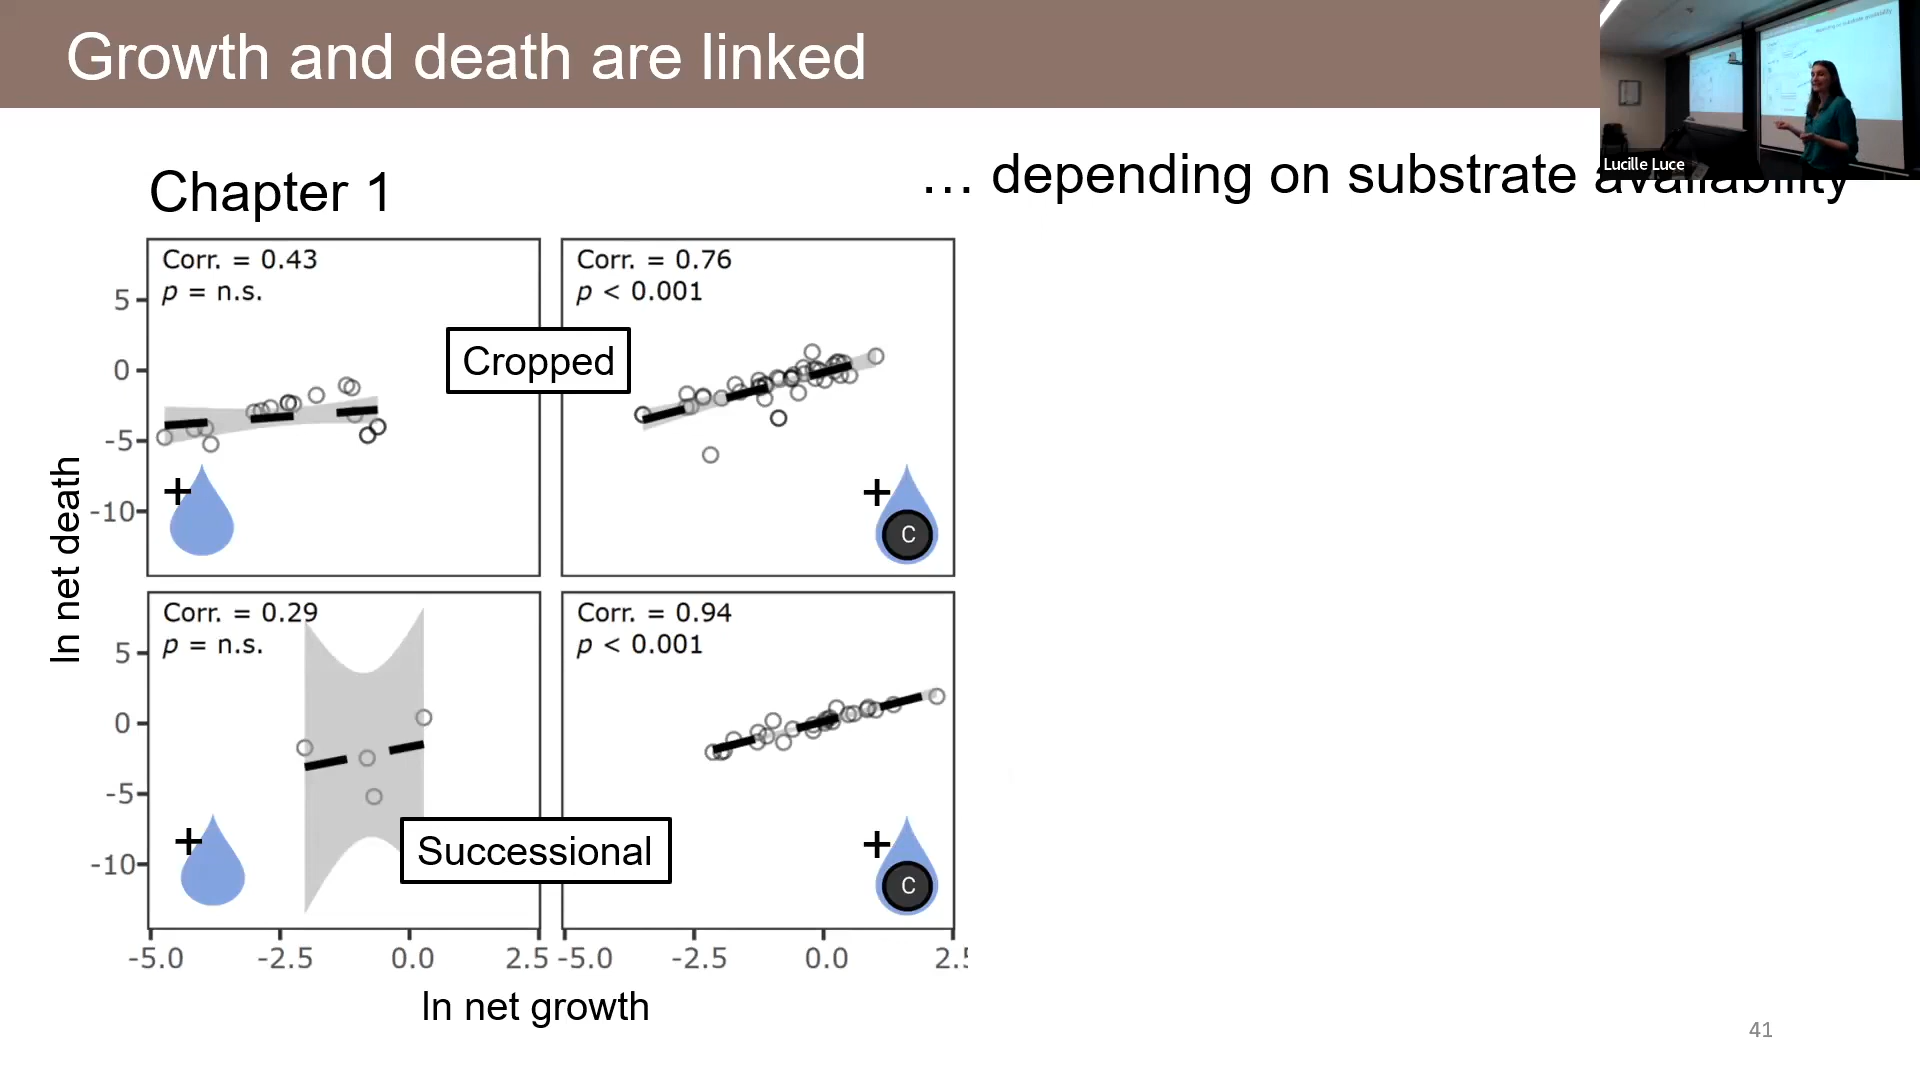 Growth and death are linked
Lucille Luce
… depending on substrate availability
Chapter 1
Corr. = 0.43
p = n.s.
Corr. = 0.76
p < 0.001
Cropped
5
0
-5
-10
+
+
C
ln net death
Corr. = 0.29
p = n.s.
Corr. = 0.94
p < 0.001
5
0
-5
-10
+
Successional
+
C
-5.0 -2.5 0.0 2.5 -5.0 -2.5 0.0
ln net growth
41